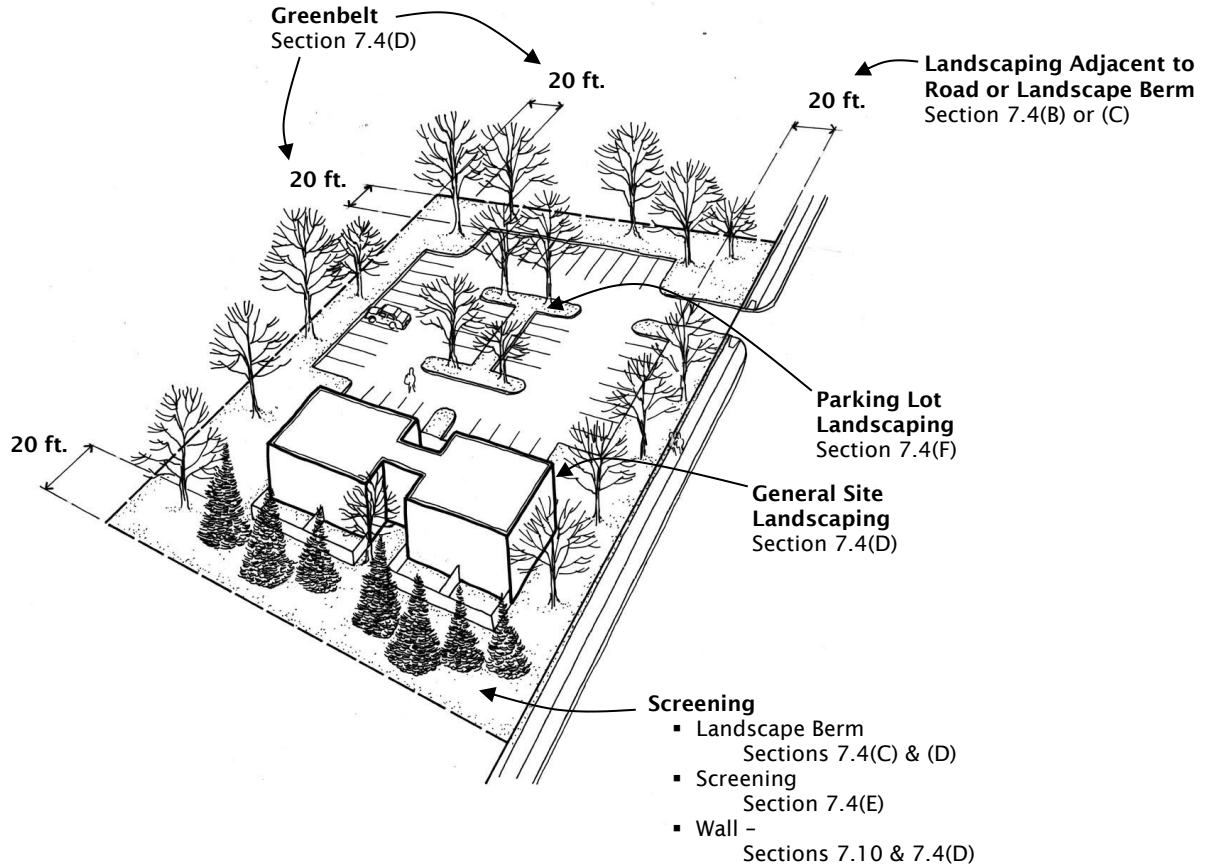 Greenbelt
Section 7.4(D)
20 ft.
20 ft.
20 ft.
Landscaping Adjacent to
Road or Landscape Berm
Section 7.4(B) or (C)
20 ft.
Parking Lot
Landscaping
Section 7.4(F)
General Site
Landscaping
Section 7.4(D)
Screening
▪ Landscape Berm
Sections 7.4(C) & (D)
▪ Screening
Section 7.4(E)
▪ Wall –
Sections 7.10 & 7.4(D)